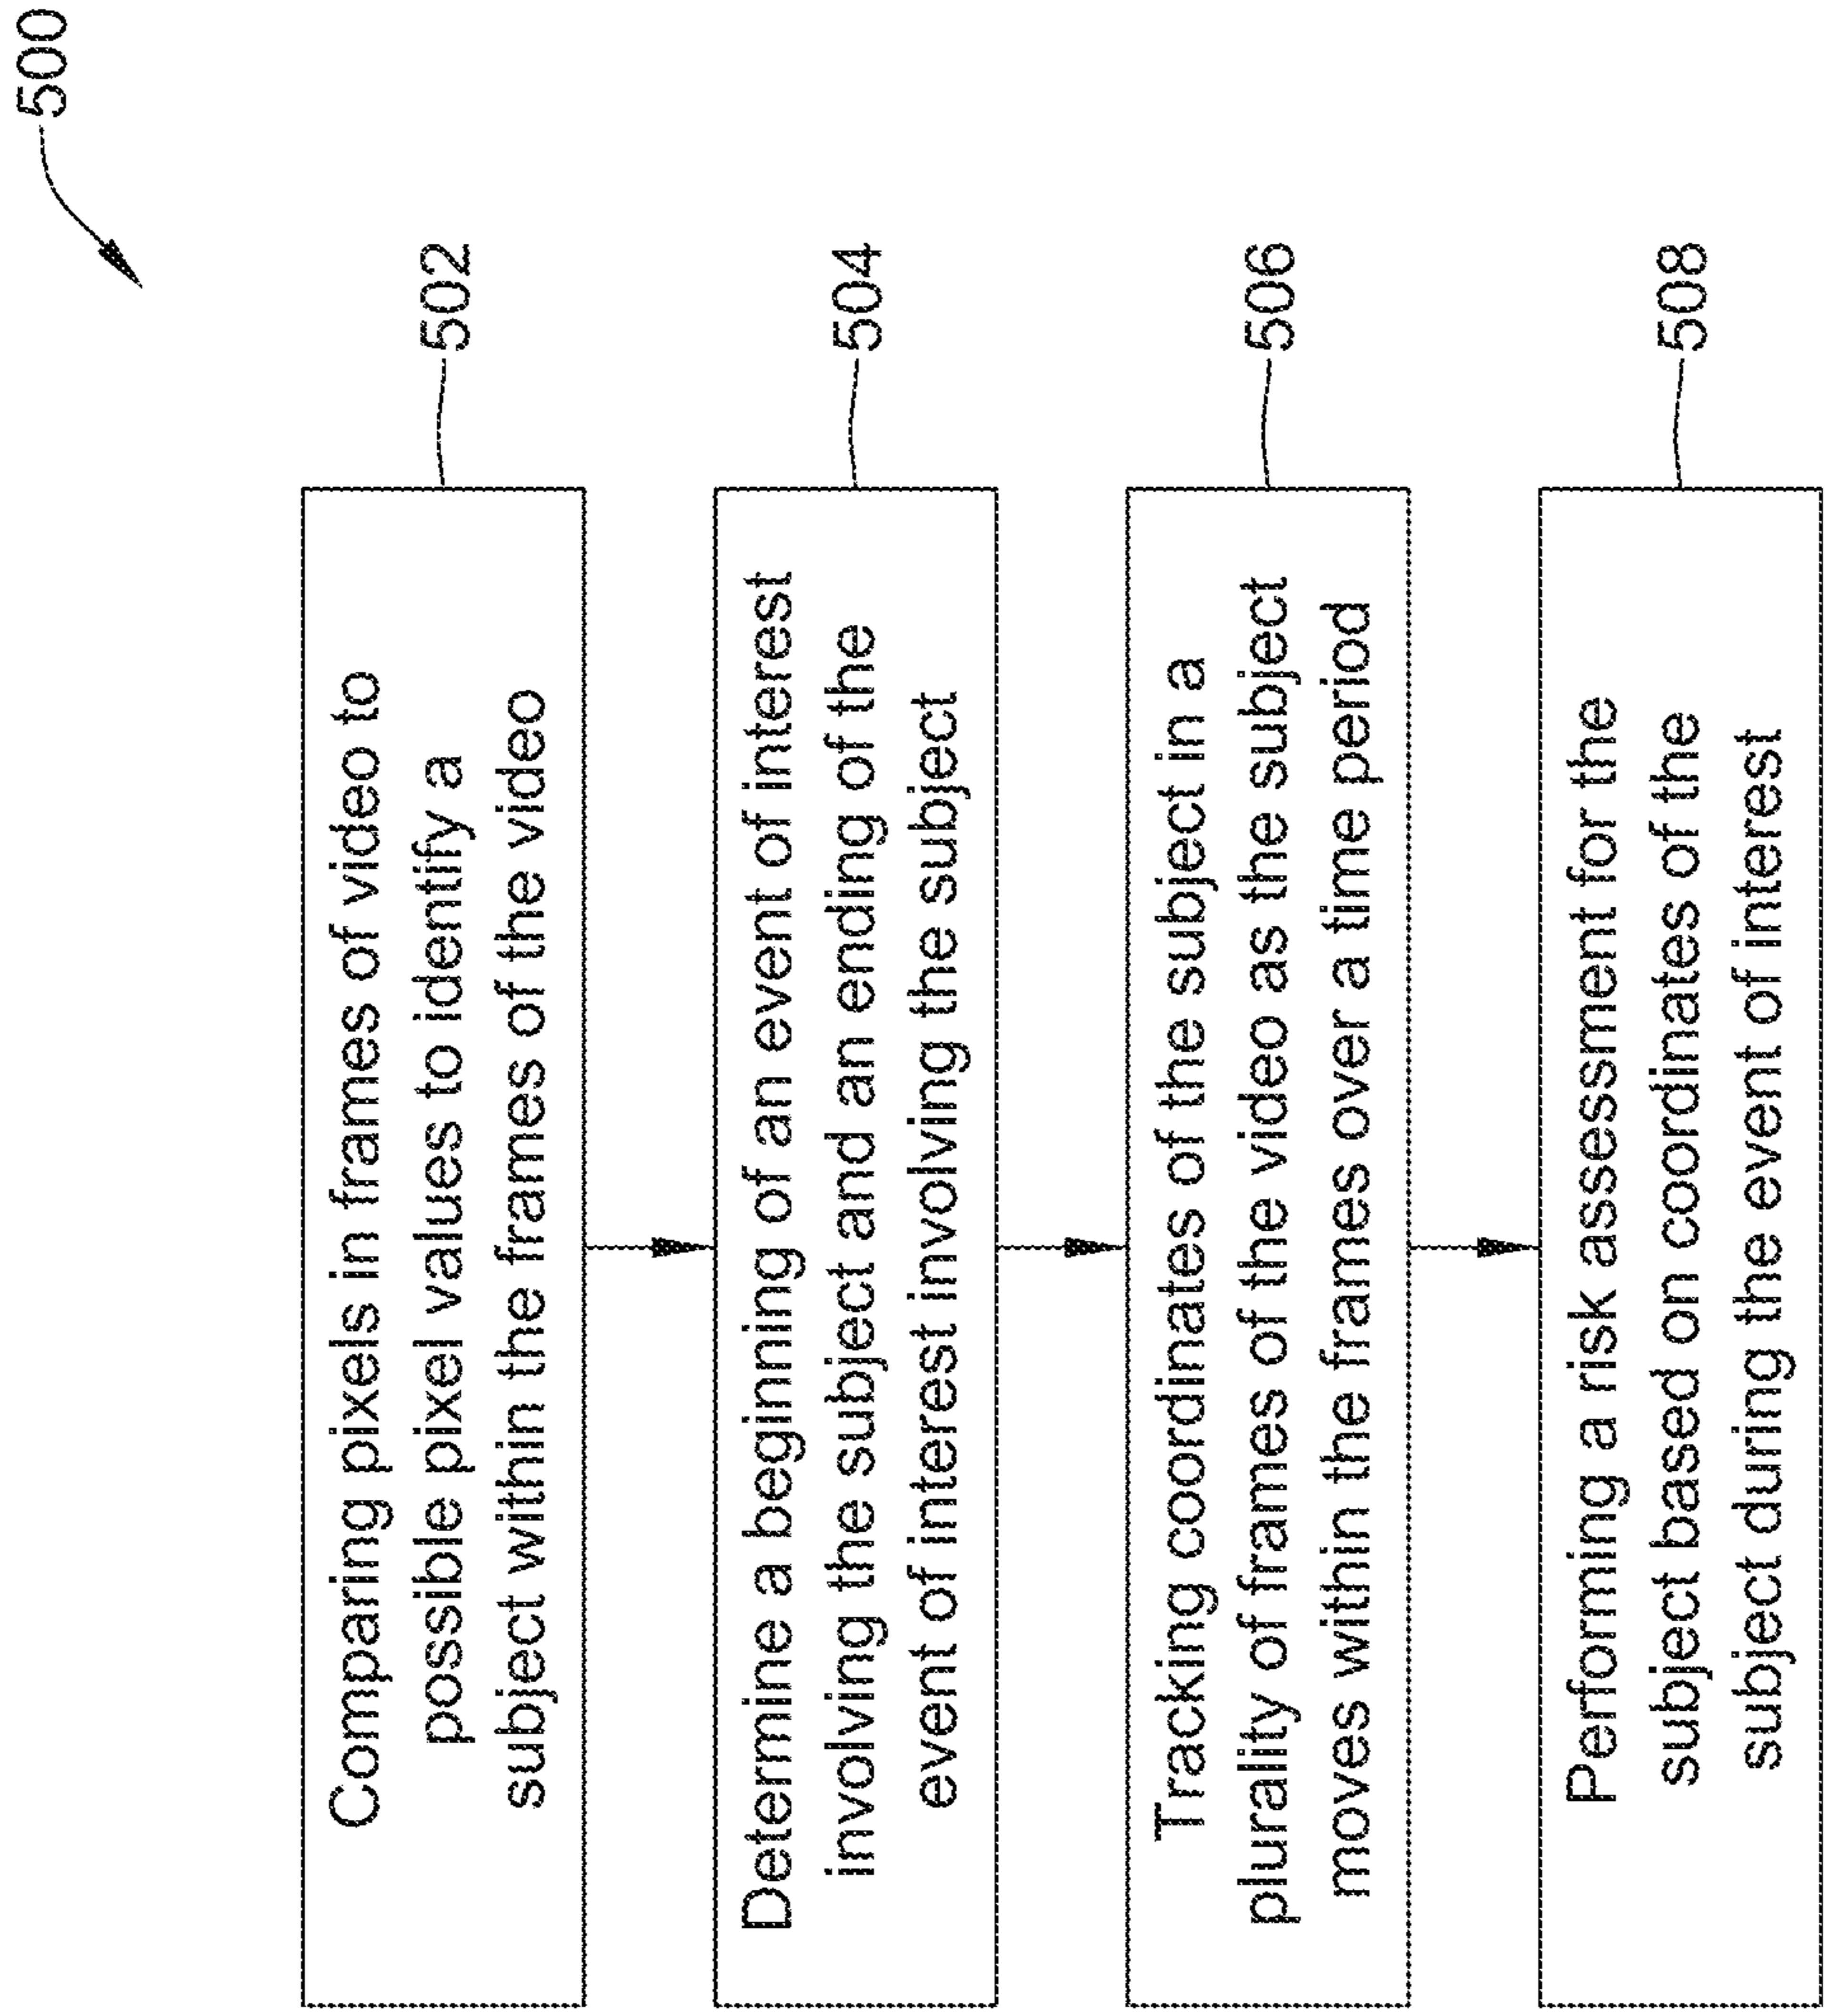 500
Comparing pixels in frames of video to
possible pixel values to identify a
subject within the frames of the video
502
Determine a beginning of an event of interest
involving the subject and an ending of the
event of interest involving the subject
504
Tracking coordinates of the subject in a
plurality of frames of the video as the subject
moves within the frames over a time period
506
Performing a risk assessment for the
subject based on coordinates of the
subject during the event of interest
508